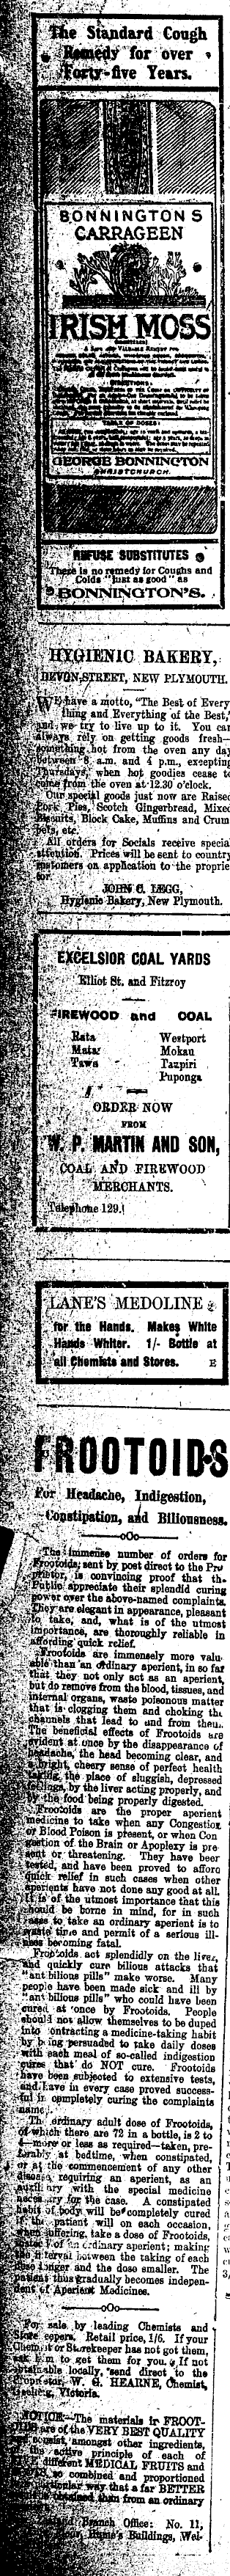 The Standard Cough
Remedy for over
Forty-five Years.
BONNINGTONS
CARRAGEEN
IRISH MOSS
GEORGE BONNINGTON
CHRISTCHURCH.
REFUSE SUBSTITUTES
There is no remedy for Coughs and
Colds "just as good" as
BONNINGTON'S.
HYGIENIC BAKERY,
DEVON-STREET, NEW PLYMOUTH.
WE have a motto, "The Best of Every
thing and Everything of the Best,"
and we try to live up to it. You can
always rely on getting goods fresh—
something hot from the oven any day
between 8 a.m. and 4 p.m., excepting
Thursdays, when hot goodies cease to
come from the oven at 12.30 o'clock.
Our special goods just now are Raised
Pork Pies, Scotch Gingerbread, Mixed
Biscuits, Block Cake, Muffins and Crum
pets, etc.
All orders for Socials receive special
attention. Prices will be sent to country
customers on application to the proprie
tor.
JOHN C. LEGG,
Hygienic Bakery, New Plymouth.
EXCELSIOR COAL YARDS
Elliot St. and Fitzroy
FIREWOOD and COAL
Rata Westport
Matai Mokau
Tawa Taupiri
Puponga
ORDER NOW
FROM
W. P. MARTIN AND SON,
COAL AND FIREWOOD
MERCHANTS.
Telephone 129.
LANE'S MEDOLINE
for the Hands. Makes White
Hands Whiter. 1/- Bottle at
all Chemists and Stores. E
FROOTOIDS
For Headache, Indigestion,
Constipation, and Biliousness.
—oOo—
The immense number of orders for
Frootoids, sent by post direct to the Pro
prietor, is convincing proof that the
Public appreciate their splendid curing
power over the above-named complaints.
They are elegant in appearance, pleasant
to take, and, what is of the utmost
importance, are thoroughly reliable in
affording quick relief.
Frootoids are immensely more valu-
able than an ordinary aperient, in so far
that they not only act as an aperient,
but do remove from the blood, tissues, and
internal organs, waste poisonous matter
that is clogging them and choking the
channels that lead to and from them.
The beneficial effects of Frootoids are
evident at once by the disappearance of
headache, the head becoming clear, and
a bright, cheery sense of perfect health
taking the place of sluggish, depressed
feelings, by the liver acting properly, and
by the food being properly digested.
Frootoids are the proper aperient
medicine to take when any Congestion
or Blood Poison is present, or when Con
gestion of the Brain or Apoplexy is pre-
sent or threatening. They have been
tested, and have been proved to afford
quick relief in such cases when other
aperients have not done any good at all.
It is of the utmost importance that this
should be borne in mind, for in such
cases to take an ordinary aperient is to
waste time and permit of a serious ill-
ness becoming fatal.
Frootoids act splendidly on the liver,
and quickly cure bilious attacks that
"antbilious pills" make worse. Many
people have been made sick and ill by
"ant bilious pills" who could have been
cured at once by Frootoids. People
should not allow themselves to be duped
into contracting a medicine-taking habit
by being persuaded to take daily doses
with each meal of so-called indigestion
cures that do NOT cure. Frootoids
have been subjected to extensive tests,
and have in every case proved success-
ful in completely curing the complaints
named.
The ordinary adult dose of Frootoids,
of which there are 72 in a bottle, is 2 to
4—more or less as required—taken, pre-
ferably at bedtime, when constipated,
or at the commencement of any other
disease requiring an aperient, as an
auxiliary with the special medicine
necessary for the case. A constipated
habit of body will be completely cured
if the patient will on each occasion,
when suffering, take a dose of Frootoids,
instead of an ordinary aperient; making
the interval between the taking of each
dose longer and the dose smaller. The
patient thus gradually becomes indepen-
dent of Aperient Medicines.
—oOo—
For sale by leading Chemists and
Storekeepers. Retail price, 1/6. If your
Chemist or Storekeeper has not got them,
ask him to get them for you. If not
obtainable locally, send direct to the
Proprietor, W. G. HEARNE, Chemist,
Geelong, Victoria.
NOTICE.—The materials in FROOT-
OIDS are of the VERY BEST QUALITY
and consist, amongst other ingredients,
of the active principle of each of
different MEDICAL FRUITS and
so combined and proportioned
particular way that a far BETTER
is obtained than from an ordinary
Branch Office: No. 11,
Hume's Buildings, Wel-